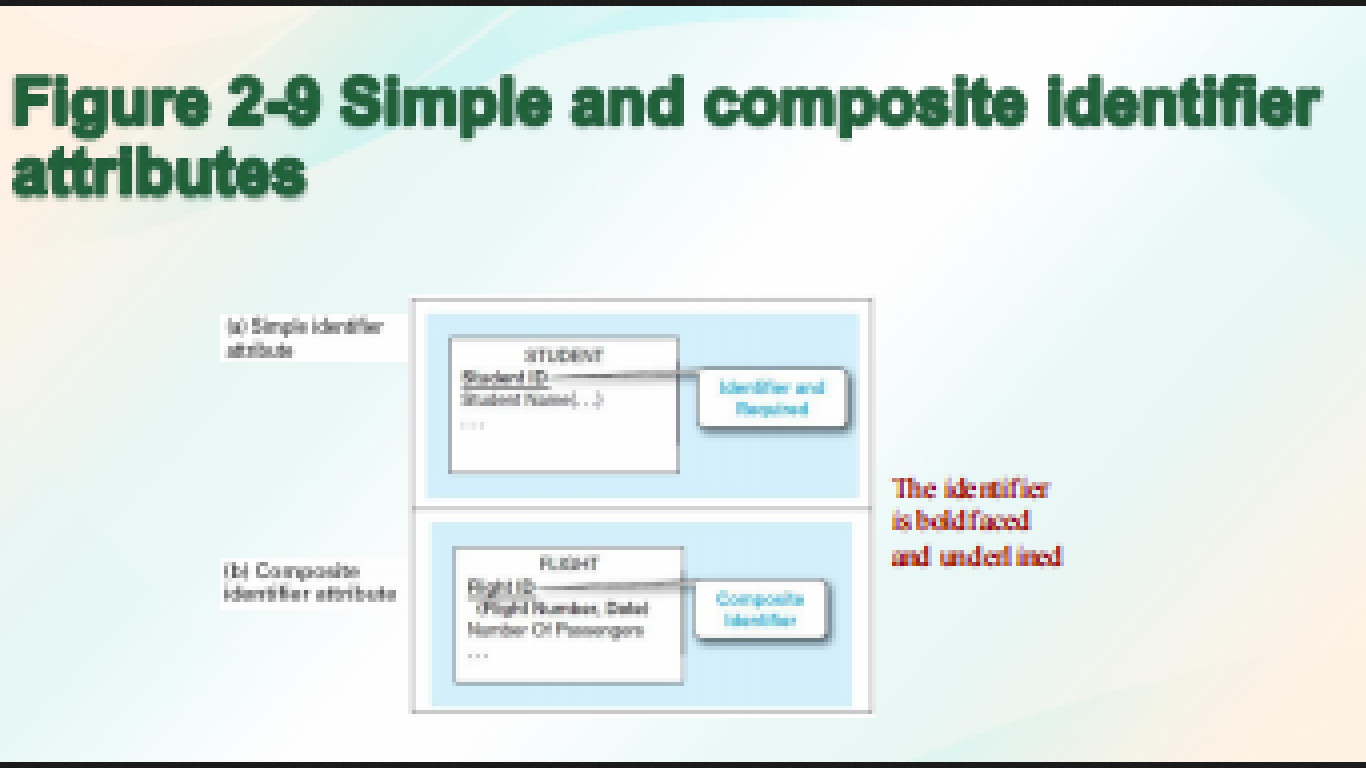 Figure 2-9 Simple and composite identifier
attributes
(a) Simple identifier
attribute
STUDENT
Student ID
Student Name(...)
...
Identifier and
Required
The identifier
is boldfaced
and underlined
(b) Composite
identifier attribute
FLIGHT
Flight ID
(Flight Number, Date)
Number Of Passengers
...
Composite
Identifier